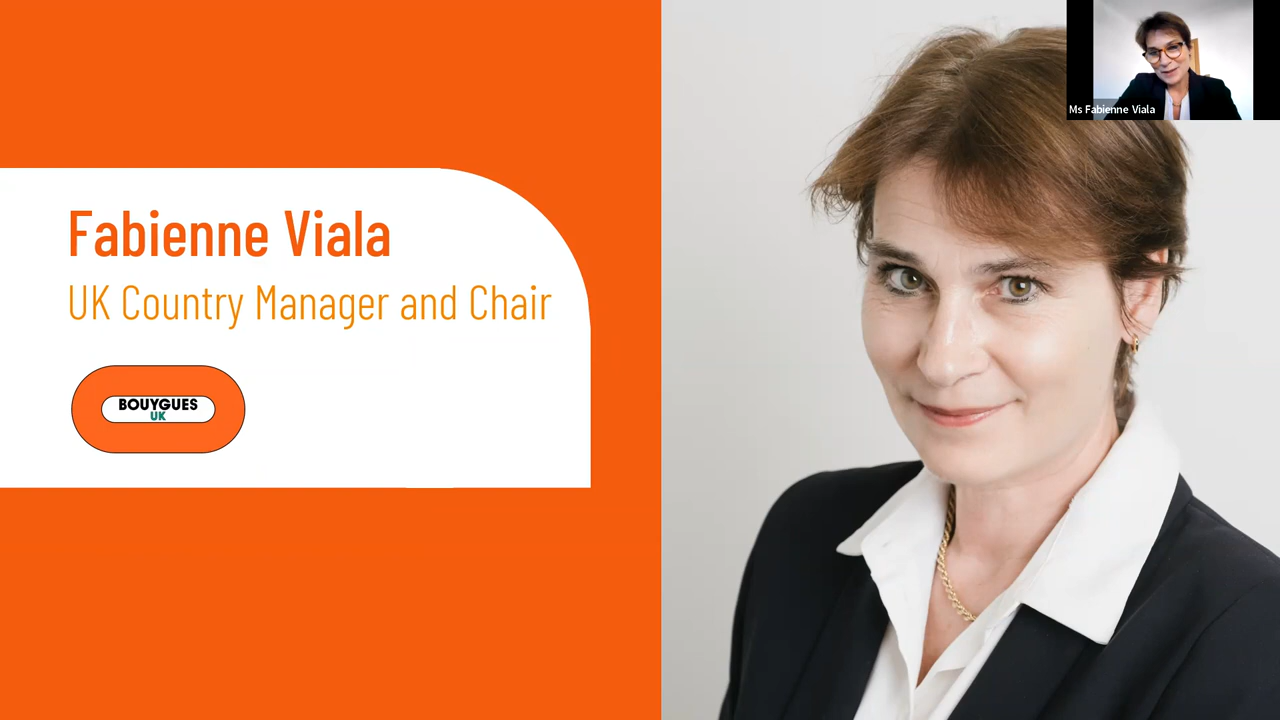 Fabienne Viala
UK Country Manager and Chair
BOUYGUES
UK
Ms Fabienne Viala